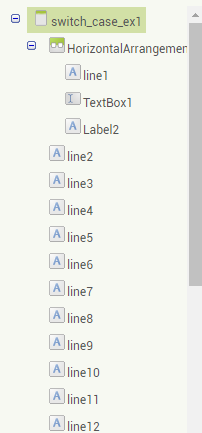 switch_case_ex1
HorizontalArrangemen
line1
TextBox1
Label2
line2
line3
line4
line5
line6
line7
line8
line9
line10
line11
line12